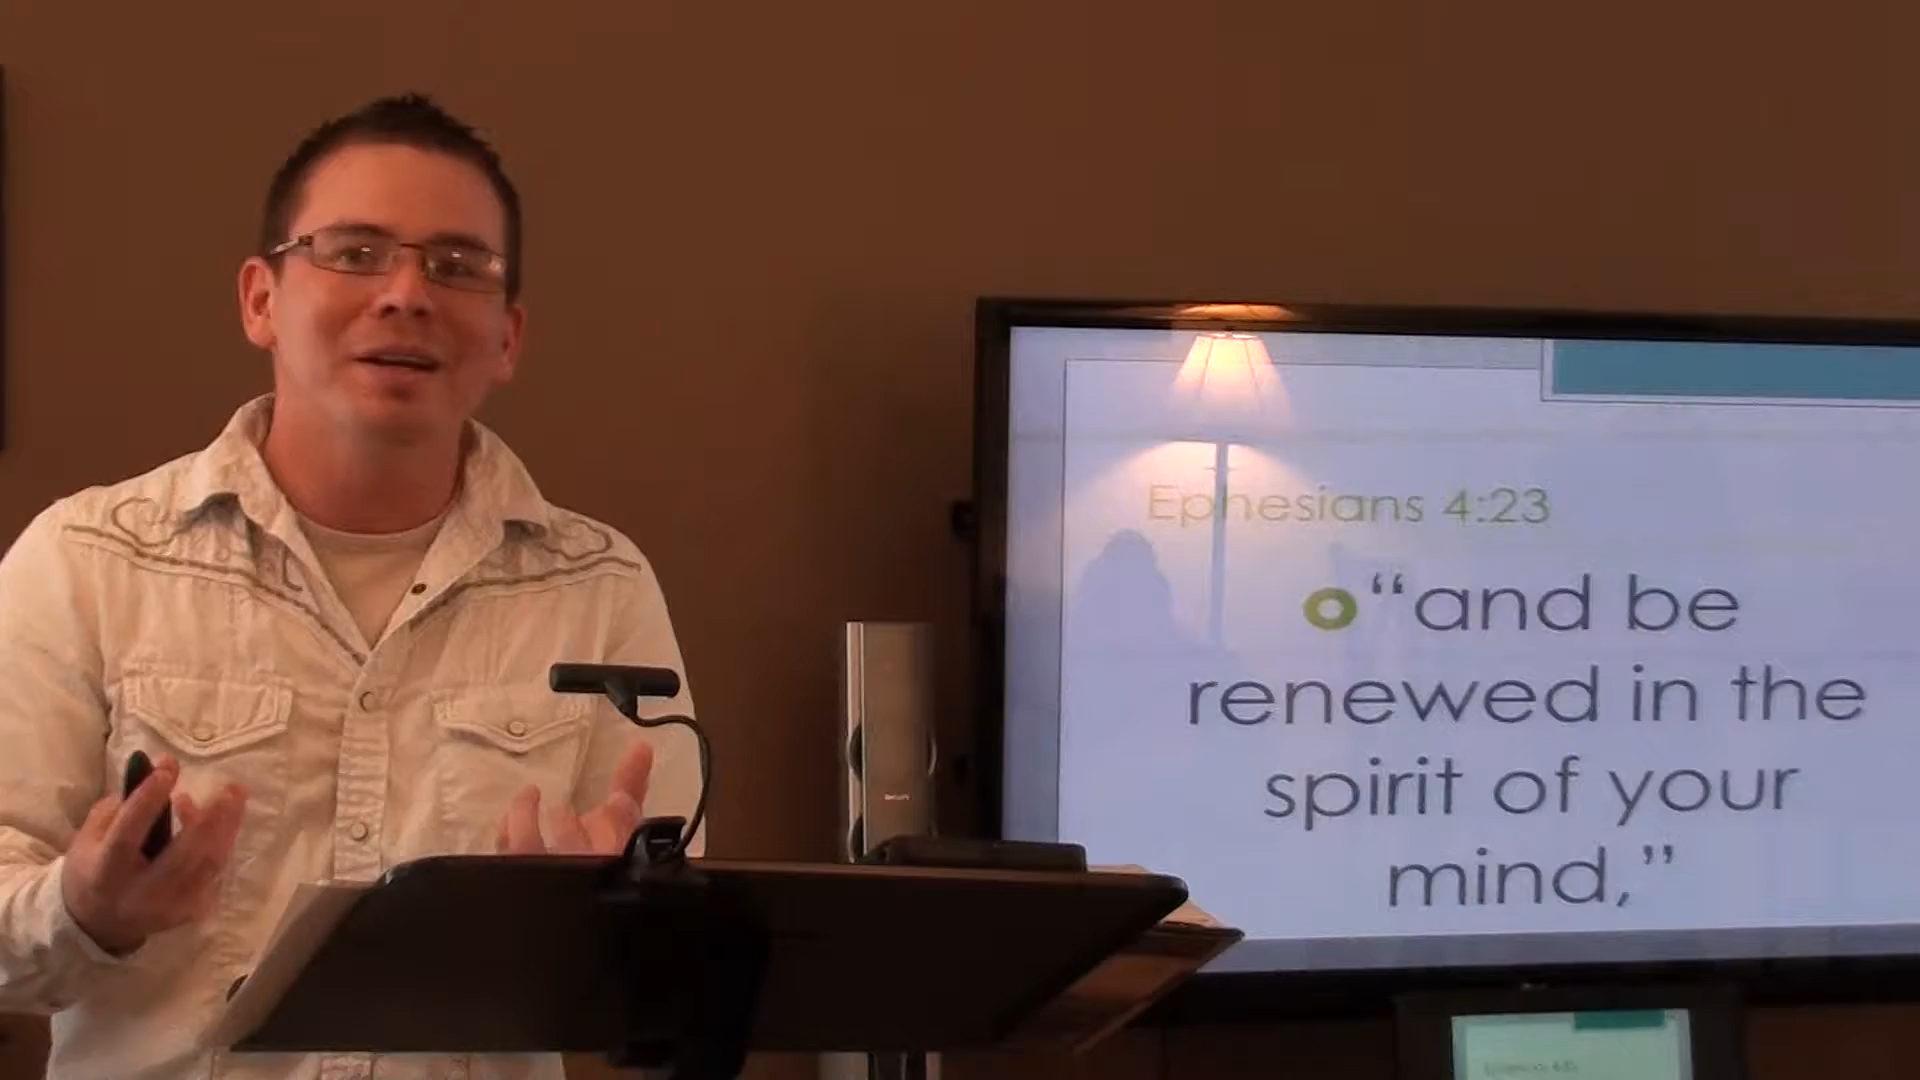 Ephesians 4:23
“and be
renewed in the
spirit of your
mind,”